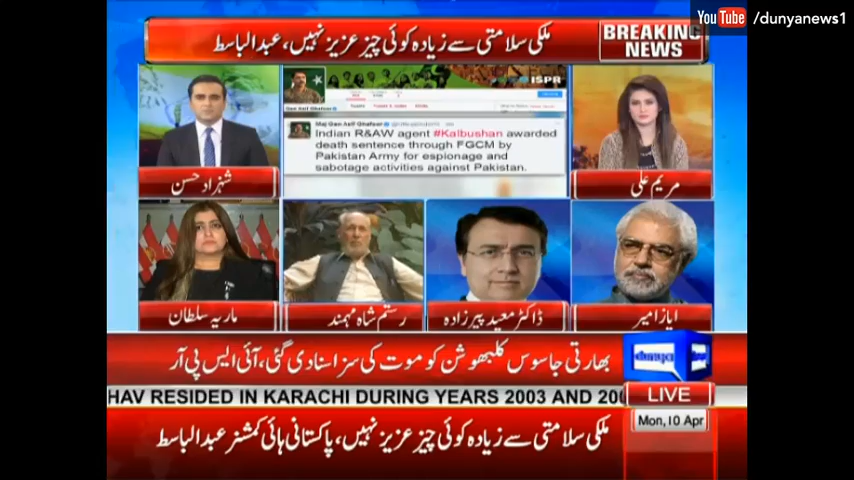 YouTube /dunyanews1
ملکی سلامتی سے زیادہ کوئی چیز عزیز نہیں، عبدالباسط
BREAKING
NEWS
ISPR
Maj Gen Asif Ghafoor
Indian R&AW agent #Kalbushan awarded
death sentence through FGCM by
Pakistan Army for espionage and
sabotage activities against Pakistan.
شہزاد حسن
مریم علی
ماریہ سلطان
رستم شاہ مہمند
ڈاکٹر معید پیرزادہ
ایاز امیر
بھارتی جاسوس کلبھوشن کو موت کی سزا سنا دی گئی، آئی ایس پی آر
dunya
LIVE
HAV RESIDED IN KARACHI DURING YEARS 2003 AND 200
Mon,10 Apr
ملکی سلامتی سے زیادہ کوئی چیز عزیز نہیں، پاکستانی ہائی کمشنر عبدالباسط